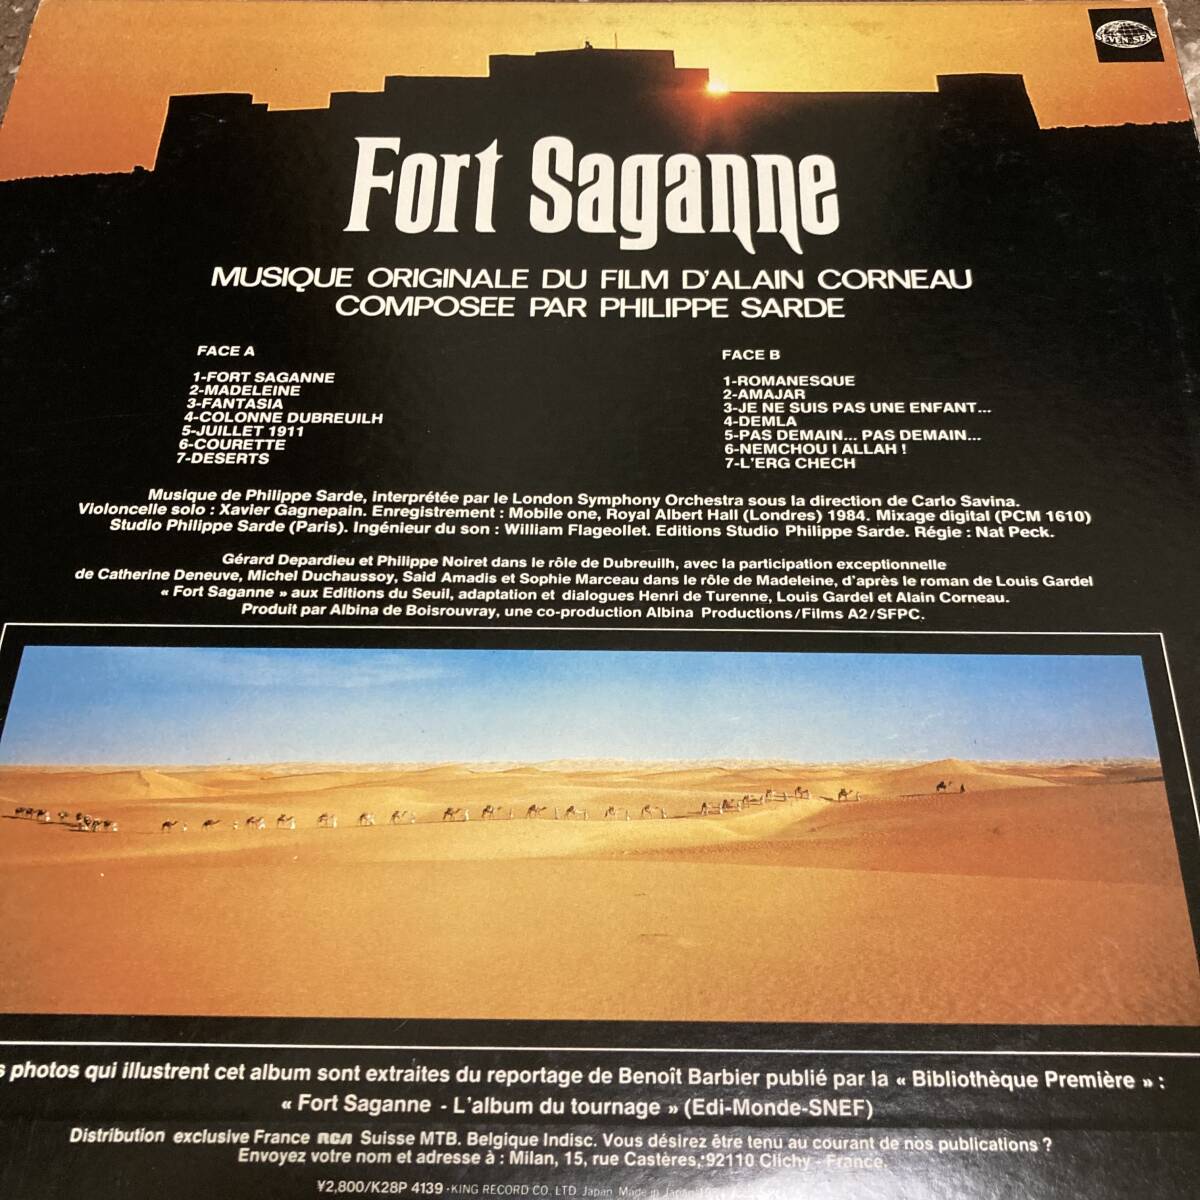 SEVEN SEAS
Fort Saganne
MUSIQUE ORIGINALE DU FILM D'ALAIN CORNEAU
COMPOSEE PAR PHILIPPE SARDE
FACE A
1-FORT SAGANNE
2-MADELEINE
3-FANTASIA
4-COLONNE DUBREUILH
5-JUILLET 1911
6-COURETTE
7-DESERTS
FACE B
1-ROMANESQUE
2-AMAJAR
3-JE NE SUIS PAS UNE ENFANT...
4-DEMLA
5-PAS DEMAIN... PAS DEMAIN...
6-NEMCHOU I ALLAH !
7-L'ERG CHECH
Musique de Philippe Sarde, interprétée par le London Symphony Orchestra sous la direction de Carlo Savina.
Violoncelle solo : Xavier Gagnepain. Enregistrement : Mobile one, Royal Albert Hall (Londres) 1984. Mixage digital (PCM 1610)
Studio Philippe Sarde (Paris). Ingénieur du son : William Flageollet. Editions Studio Philippe Sarde. Régie : Nat Peck.
Gérard Depardieu et Philippe Noiret dans le rôle de Dubreuilh, avec la participation exceptionnelle
de Catherine Deneuve, Michel Duchaussoy, Said Amadis et Sophie Marceau dans le rôle de Madeleine, d'après le roman de Louis Gardel
« Fort Saganne » aux Editions du Seuil, adaptation et dialogues Henri de Turenne, Louis Gardel et Alain Corneau.
Produit par Albina de Boisrouvray, une co-production Albina Productions/Films A2/SFPC.
s photos qui illustrent cet album sont extraites du reportage de Benoît Barbier publié par la « Bibliothèque Première » :
« Fort Saganne - L'album du tournage » (Edi-Monde-SNEF)
Distribution exclusive France RCA Suisse MTB. Belgique Indisc. Vous désirez être tenu au courant de nos publications ?
Envoyez votre nom et adresse à : Milan, 15, rue Castères, 92110 Clichy - France.
¥2,800/K28P 4139 · KING RECORD CO. LTD. Japan Made in Japan